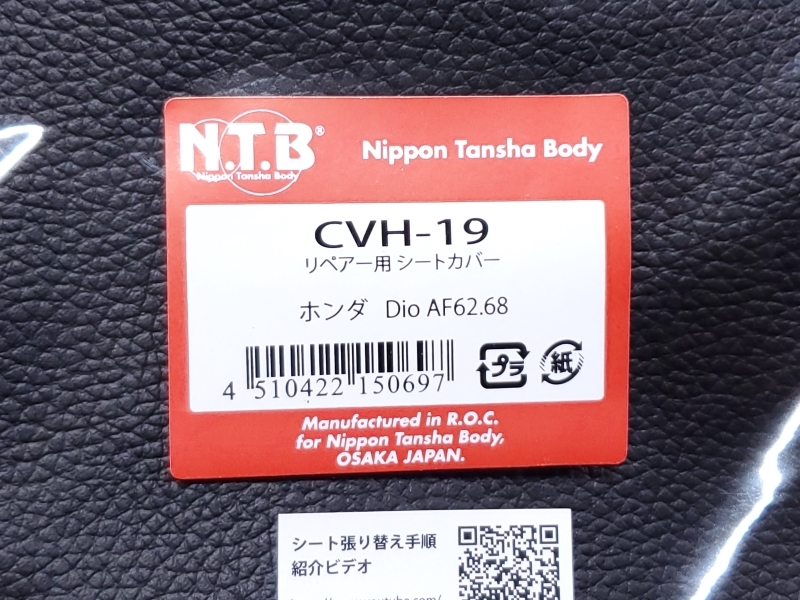 N.T.B®
Nippon Tansha Body
Nippon Tansha Body
CVH-19
リペアー用 シートカバー
ホンダ Dio AF62.68
4 510422 150697
プラ
紙
Manufactured in R.O.C.
for Nippon Tansha Body,
OSAKA JAPAN.
シート張り替え手順
紹介ビデオ